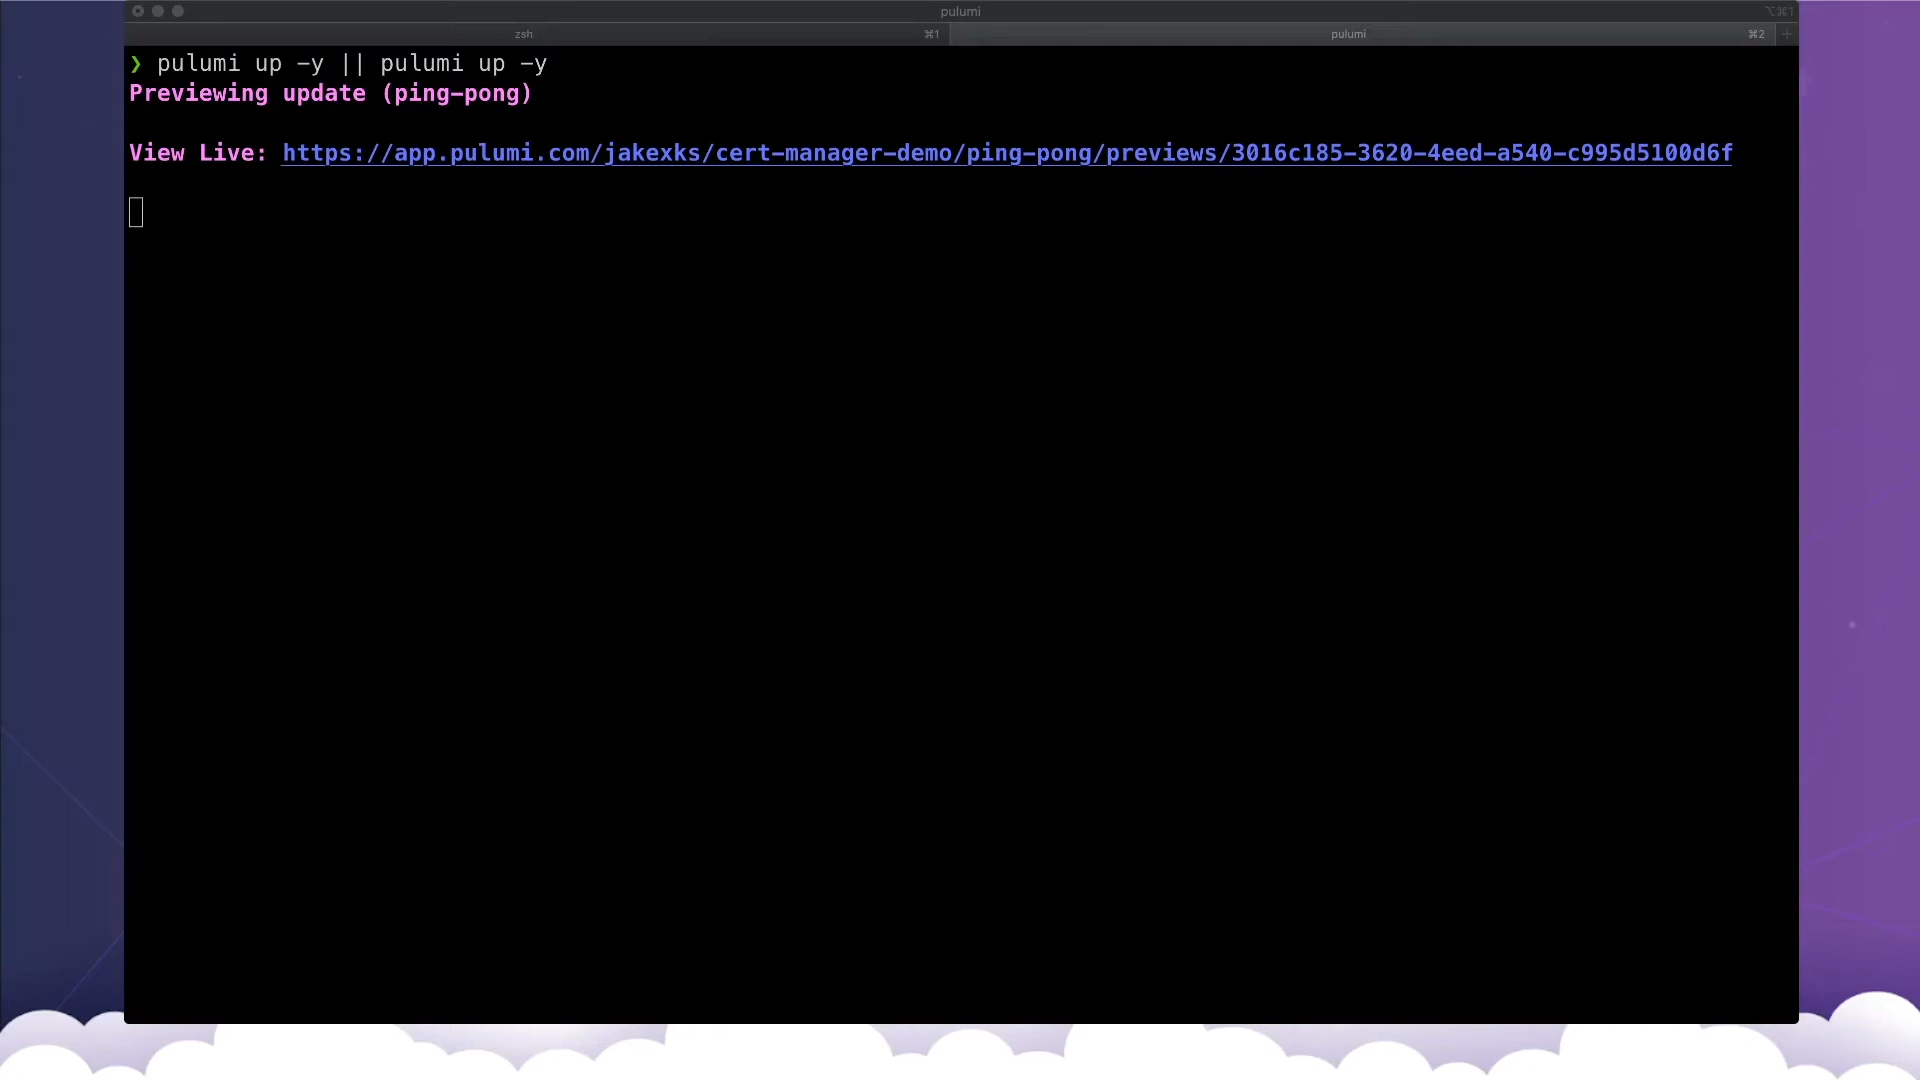 pulumi
⌥⌘1
zsh ⌘1 pulumi ⌘2 +
❯ pulumi up -y || pulumi up -y
Previewing update (ping-pong)
View Live: https://app.pulumi.com/jakexks/cert-manager-demo/ping-pong/previews/3016c185-3620-4eed-a540-c995d5100d6f